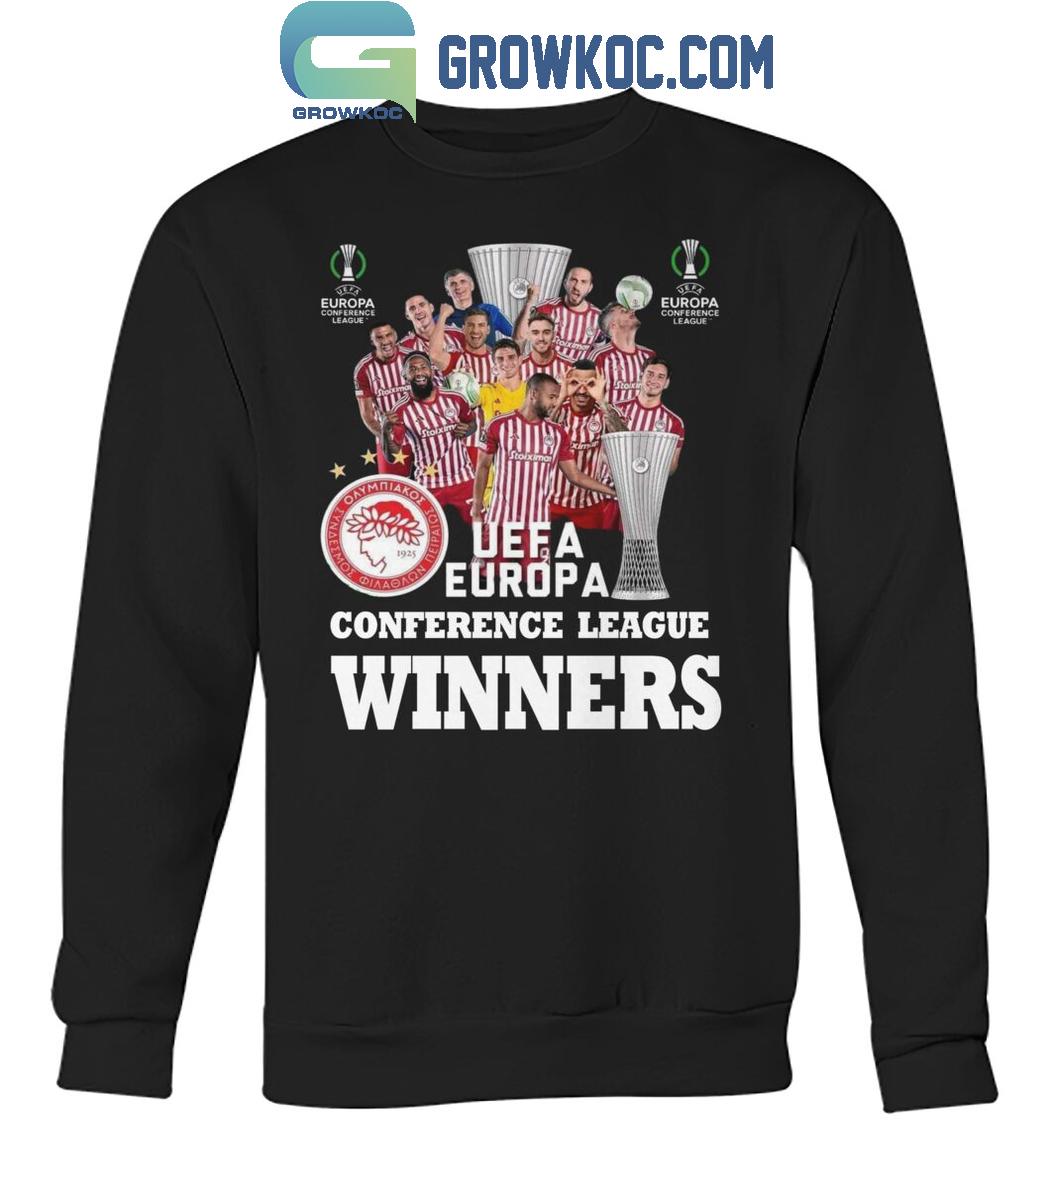 GROWKOC
GROWKOC.COM
UEFA
EUROPA
CONFERENCE
LEAGUE
UEFA
EUROPA
CONFERENCE
LEAGUE
Stoiximan
Stoiximan
Stoiximan
ΟΛΥΜΠΙΑΚΟΣ
ΣΥΝΔΕΣΜΟΣ ΦΙΛΑΘΛΩΝ ΠΕΙΡΑΙΩΣ
1925
UEFA
EUROPA
CONFERENCE LEAGUE
WINNERS